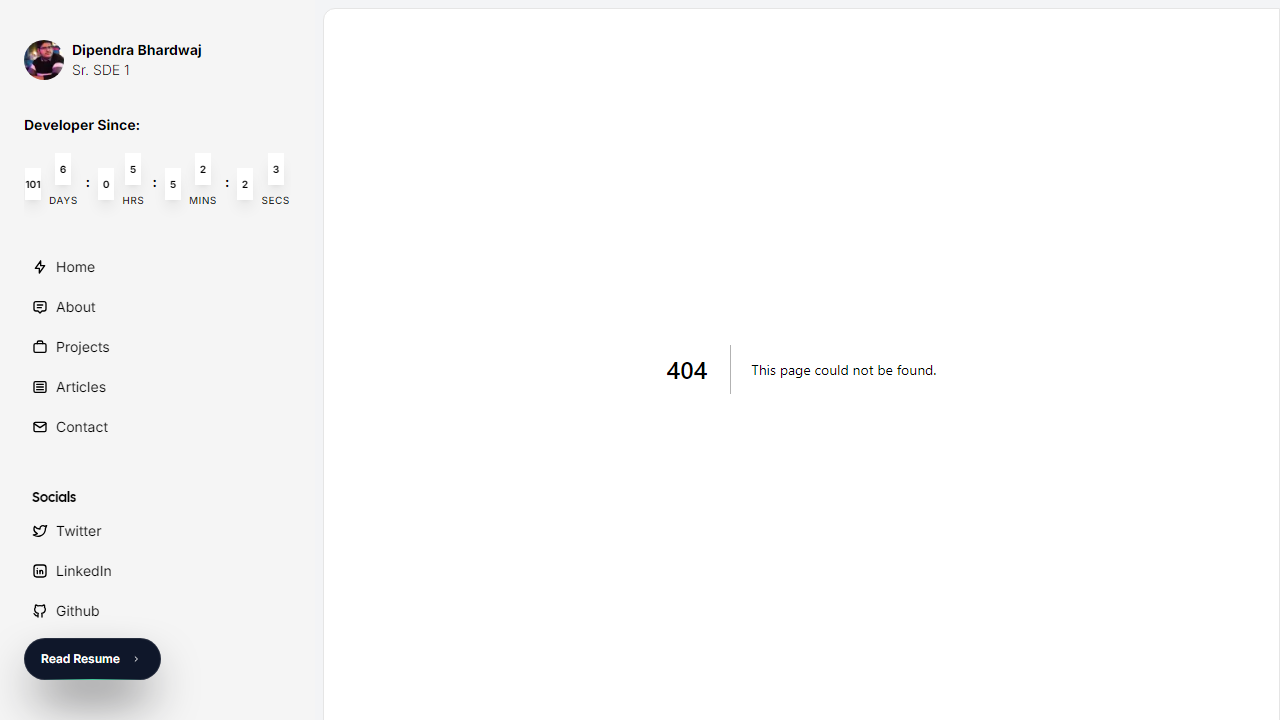 Dipendra Bhardwaj
Sr. SDE 1
Developer Since:
101 6 : 0 5 : 5 2 : 2 3
DAYS HRS MINS SECS
Home
About
Projects
Articles
Contact
Socials
Twitter
LinkedIn
Github
Read Resume
404
This page could not be found.